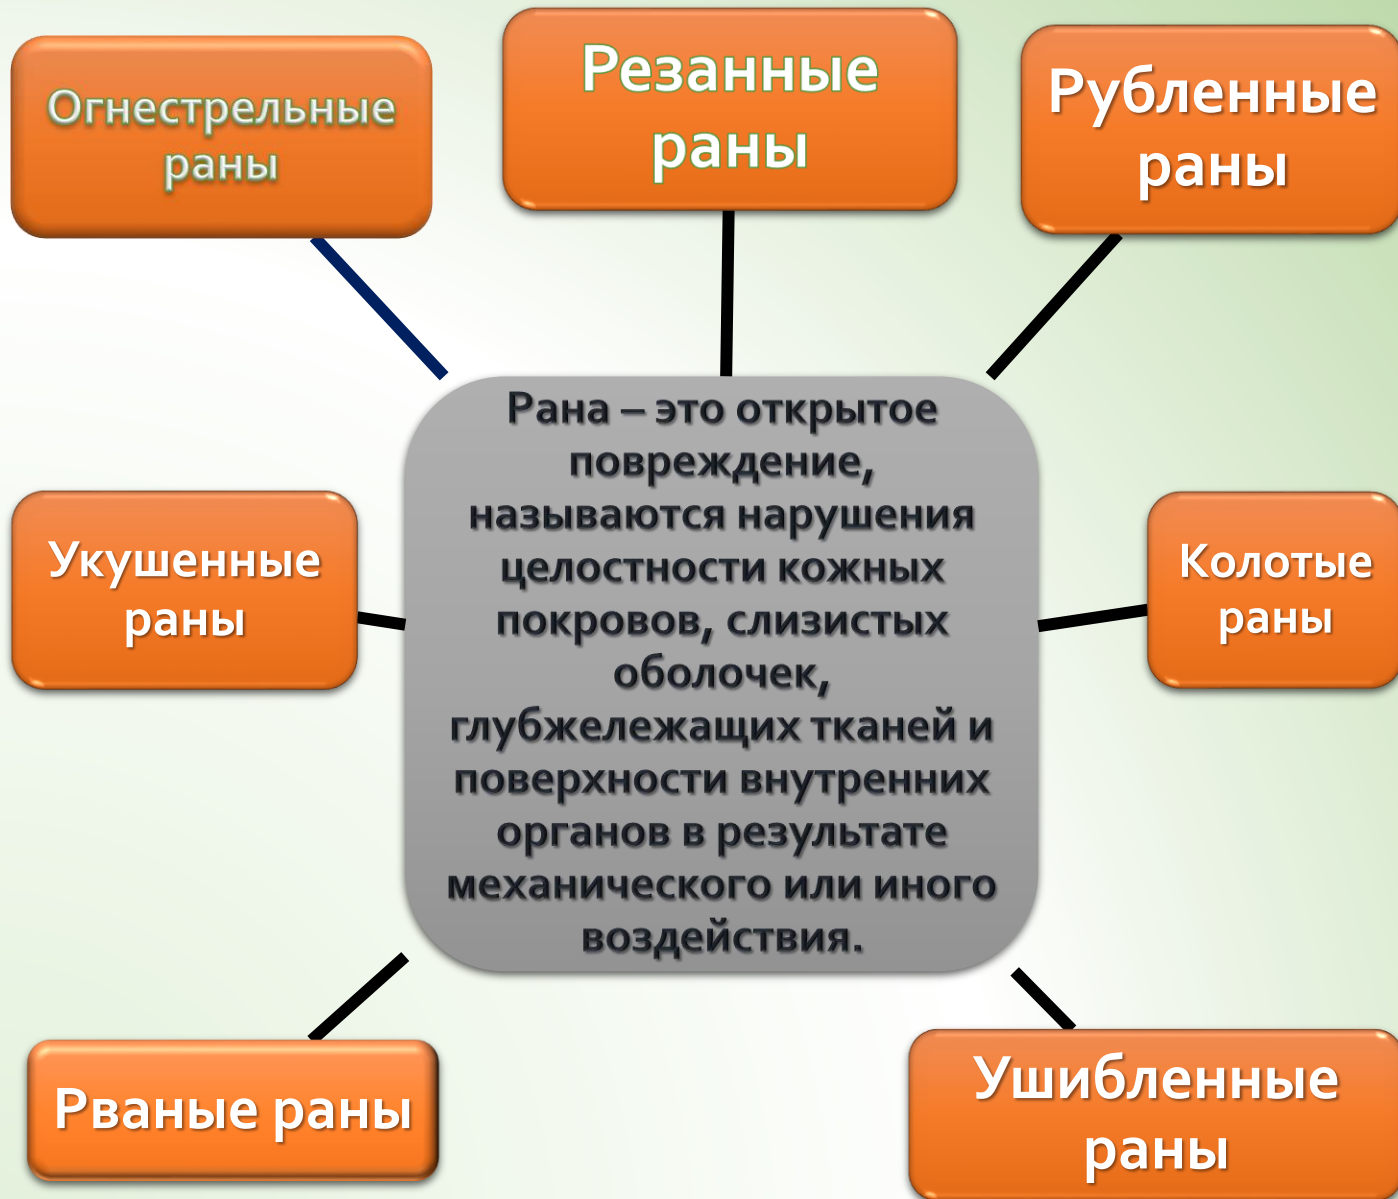 Огнестрельные
раны
Резанные
раны
Рубленные
раны
Рана – это открытое
повреждение,
называются нарушения
целостности кожных
покровов, слизистых
оболочек,
глубжележащих тканей и
поверхности внутренних
органов в результате
механического или иного
воздействия.
Укушенные
раны
Колотые
раны
Рваные раны
Ушибленные
раны